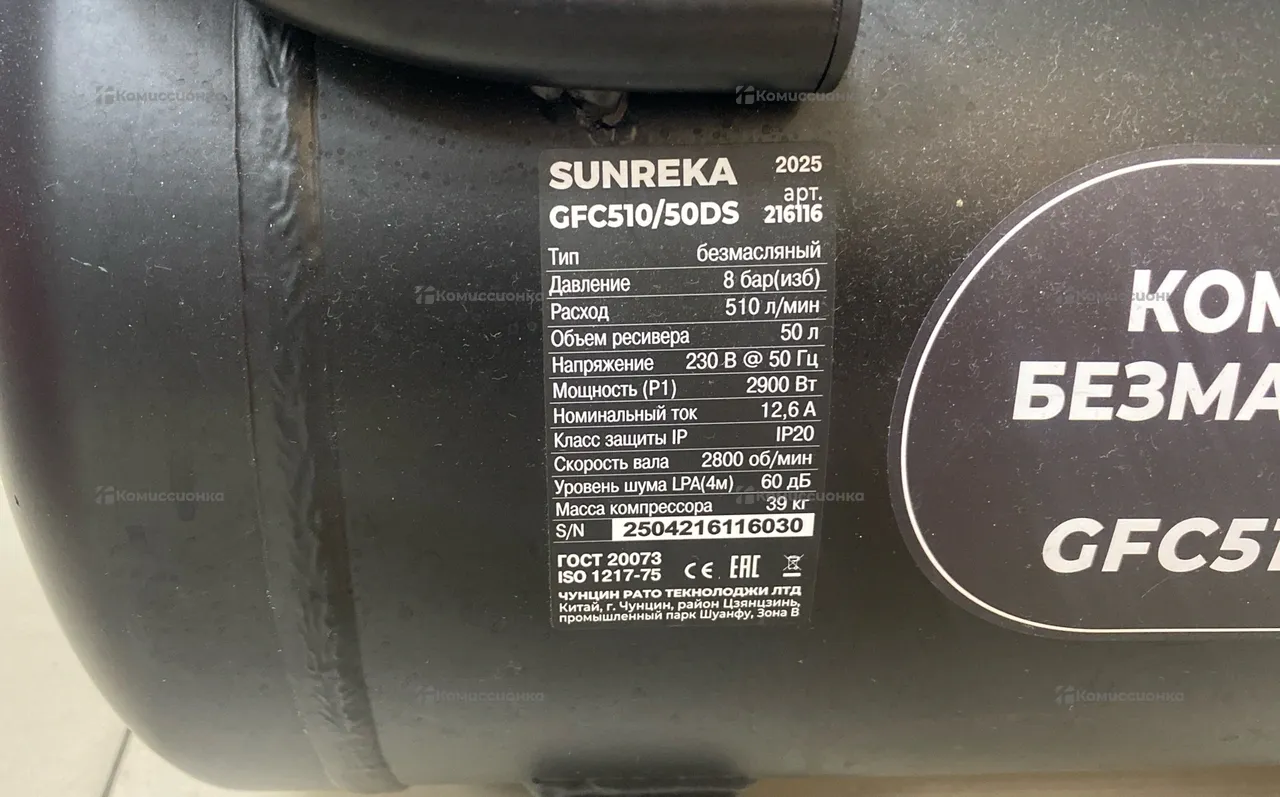 SUNREKA 2025
арт.
GFC510/50DS 216116
Тип безмасляный
Давление 8 бар(изб)
Расход 510 л/мин
Объем ресивера 50 л
Напряжение 230 В @ 50 Гц
Мощность (P1) 2900 Вт
Номинальный ток 12,6 А
Класс защиты IP IP20
Скорость вала 2800 об/мин
Уровень шума LPA(4м) 60 дБ
Масса компрессора 39 кг
S/N 2504216116030
ГОСТ 20073
ISO 1217-75 CE EAC
ЧУНЦИН РАТО ТЕКНОЛОДЖИ ЛТД
Китай, г. Чунцин, район Цзянцзинь,
промышленный парк Шуанфу, Зона В
КОМ
БЕЗМА
GFC51
Комиссионка
Комиссионка
Комиссионка
Комиссионка
Комиссионка
Комиссионка
Комиссионка
Комиссионка